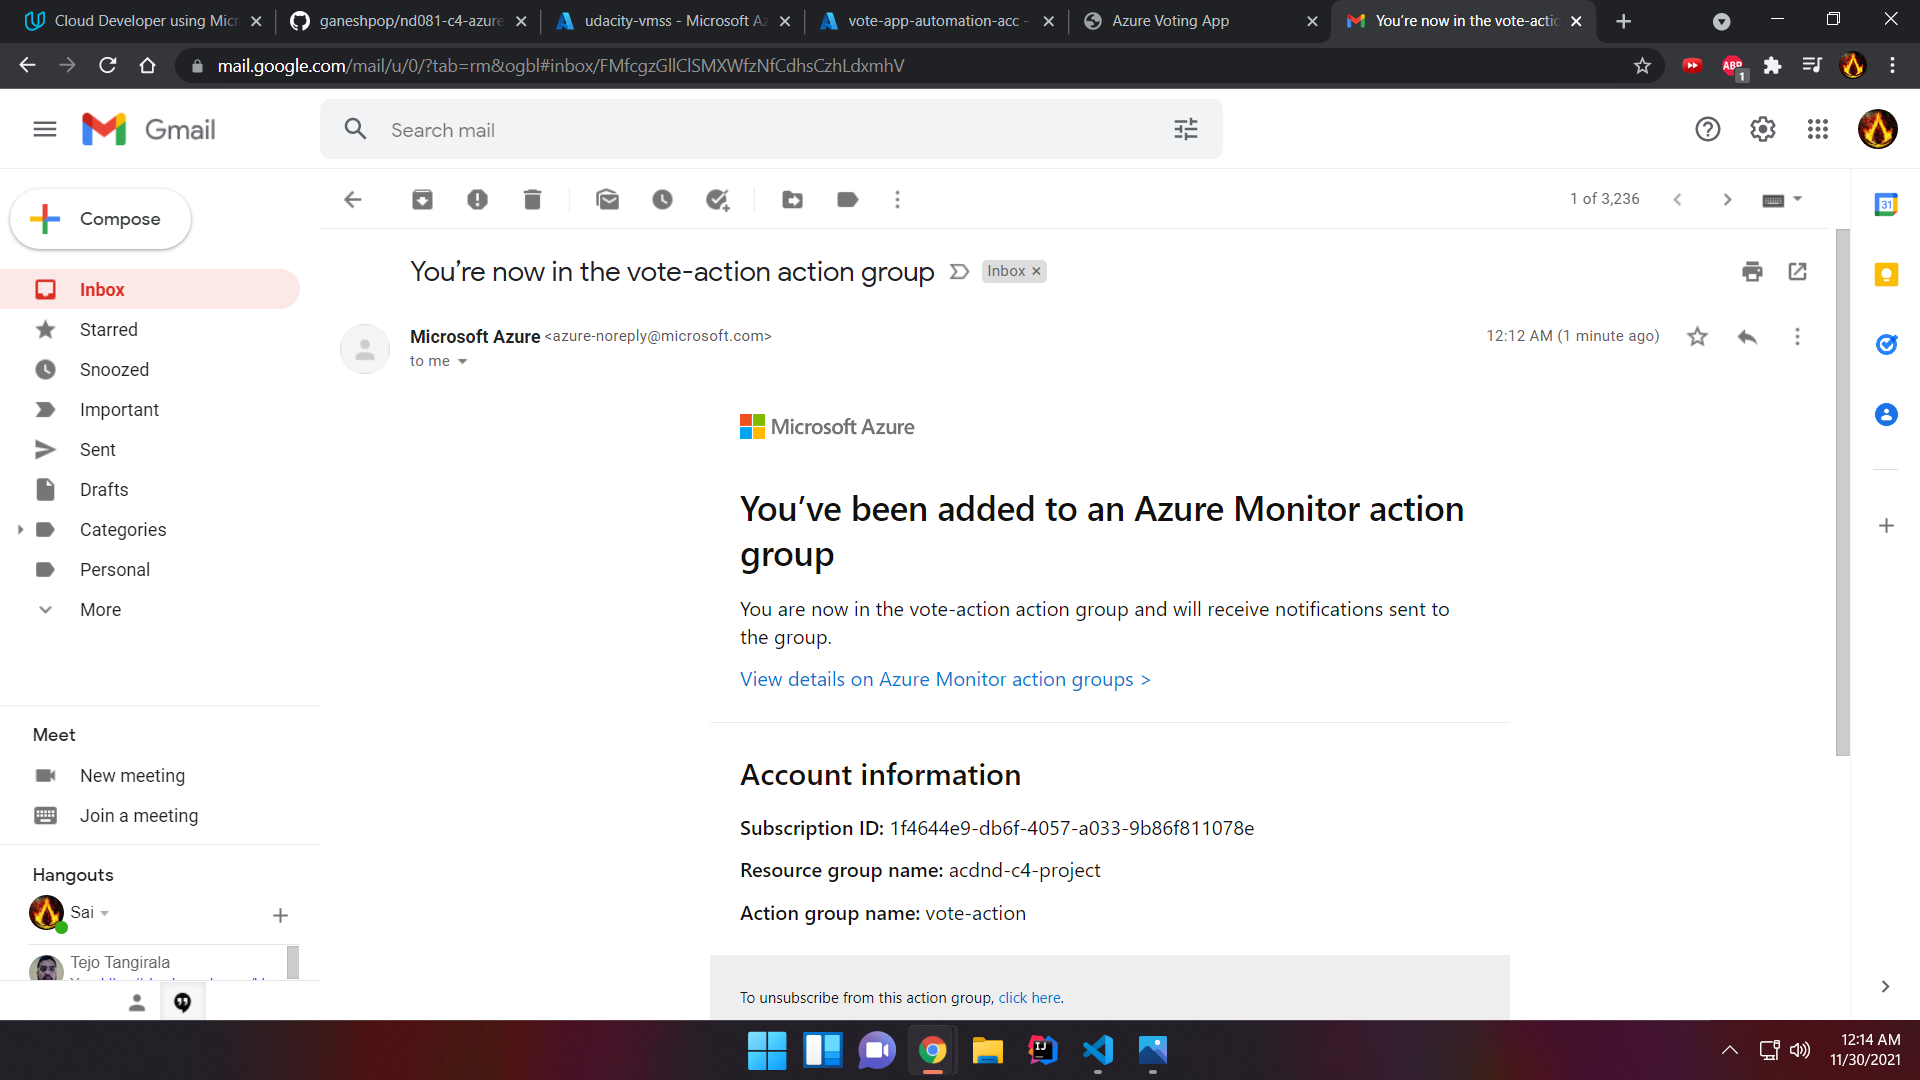 Cloud Developer using Micr
ganeshpop/nd081-c4-azure
udacity-vmss - Microsoft Az
vote-app-automation-acc -
Azure Voting App
You're now in the vote-actio
mail.google.com/mail/u/0/?tab=rm&ogbl#inbox/FMfcgzGllClSMXWfzNfCdhsCzhLdxmhV
ABP
1
Gmail
Search mail
Compose
1 of 3,236
31
You’re now in the vote-action action group
Inbox
Inbox
Starred
Snoozed
Important
Sent
Drafts
Categories
Personal
More
Microsoft Azure <azure-noreply@microsoft.com>
12:12 AM (1 minute ago)
to me
Microsoft Azure
You’ve been added to an Azure Monitor action
group
You are now in the vote-action action group and will receive notifications sent to
the group.
View details on Azure Monitor action groups >
Account information
Subscription ID: 1f4644e9-db6f-4057-a033-9b86f811078e
Resource group name: acdnd-c4-project
Action group name: vote-action
To unsubscribe from this action group, click here.
Meet
New meeting
Join a meeting
Hangouts
Sai
Tejo Tangirala
IJ
12:14 AM
11/30/2021